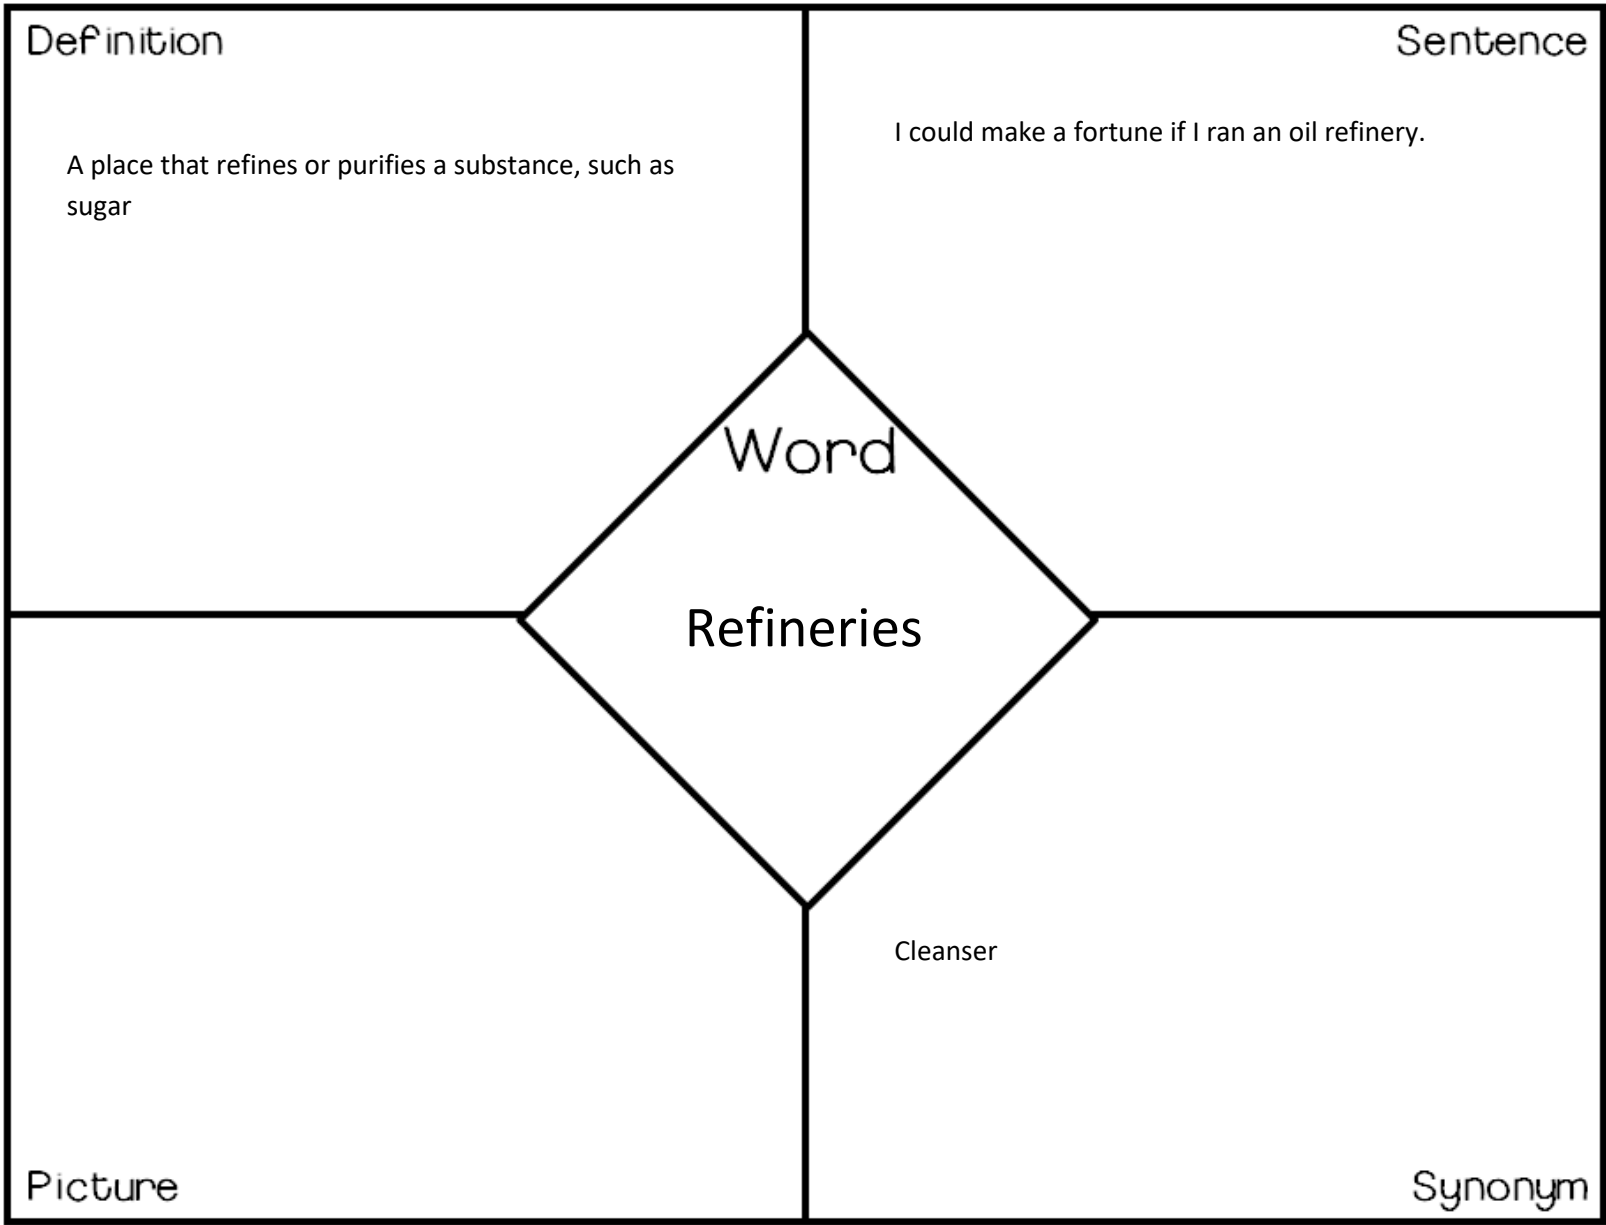 Definition
A place that refines or purifies a substance, such as
sugar
Sentence
I could make a fortune if I ran an oil refinery.
Word
Refineries
Picture
Cleanser
Synonym